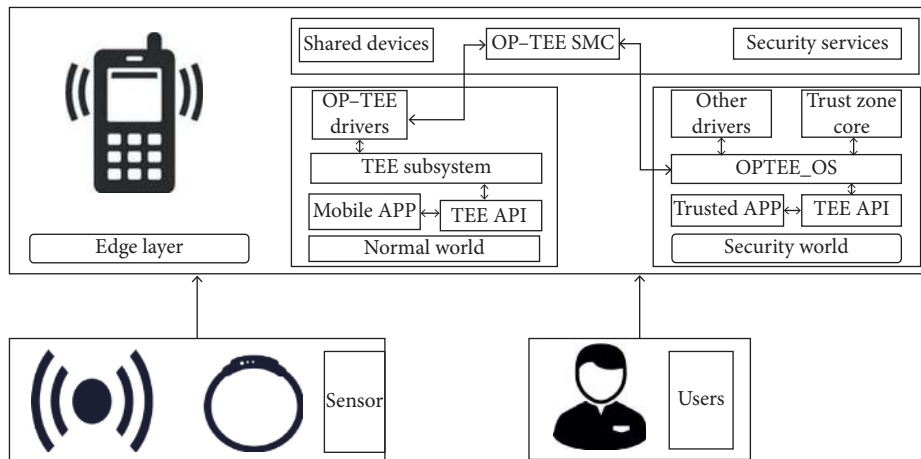 Shared devices
OP–TEE SMC
Security services
OP–TEE
drivers
TEE subsystem
Mobile APP
TEE API
Normal world
Other
drivers
Trust zone
core
OPTEE_OS
Trusted APP
TEE API
Security world
Edge layer
Sensor
Users